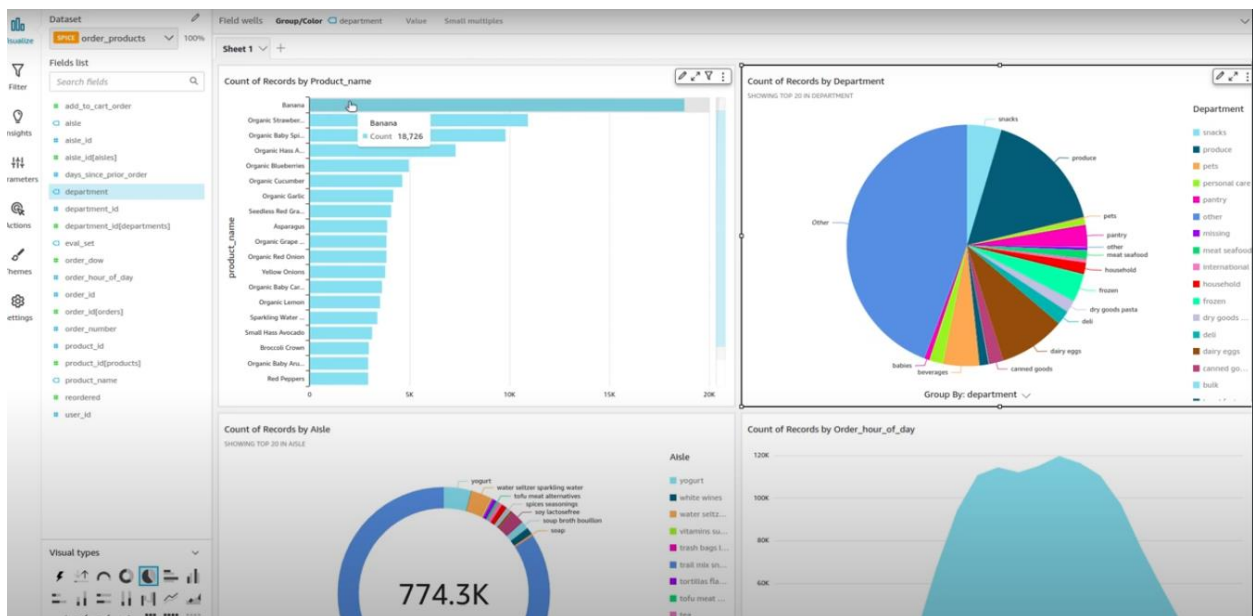 Dataset
SPICE order_products 100%
Fields list
Search fields
add_to_cart_order
aisle
aisle_id
aisle_id[aisles]
days_since_prior_order
department
department_id
department_id[departments]
eval_set
order_dow
order_hour_of_day
order_id
order_id[orders]
order_number
product_id
product_id[products]
product_name
reordered
user_id
Visual types
isualize
Filter
nsights
rameters
ctions
hemes
ettings
Field wells Group/Color department Value Small multiples
Sheet 1
Count of Records by Product_name
product_name
Banana
Organic Strawber...
Organic Baby Spi...
Organic Hass A...
Organic Blueberries
Organic Cucumber
Organic Garlic
Seedless Red Gra...
Asparagus
Organic Grape ...
Organic Red Onion
Yellow Onions
Organic Baby Car...
Organic Lemon
Sparkling Water ...
Small Hass Avocado
Broccoli Crown
Organic Baby Aru...
Red Peppers
0 5K 10K 15K 20K
Banana
Count 18,726
Count of Records by Department
SHOWING TOP 20 IN DEPARTMENT
snacks
produce
pets
pantry
other
meat seafood
household
frozen
dry goods pasta
deli
dairy eggs
canned goods
beverages
babies
Other
Group By: department
Department
snacks
produce
pets
personal care
pantry
other
missing
meat seafood
international
household
frozen
dry goods ...
deli
dairy eggs
canned go...
bulk
Count of Records by Aisle
SHOWING TOP 20 IN AISLE
yogurt
water seltzer sparkling water
tofu meat alternatives
spices seasonings
soy lactosefree
soup broth bouillon
soap
774.3K
Aisle
yogurt
white wines
water seltz...
vitamins su...
trash bags l...
trail mix sn...
tortillas fla...
tofu meat ...
tea
Count of Records by Order_hour_of_day
120K
100K
80K
60K